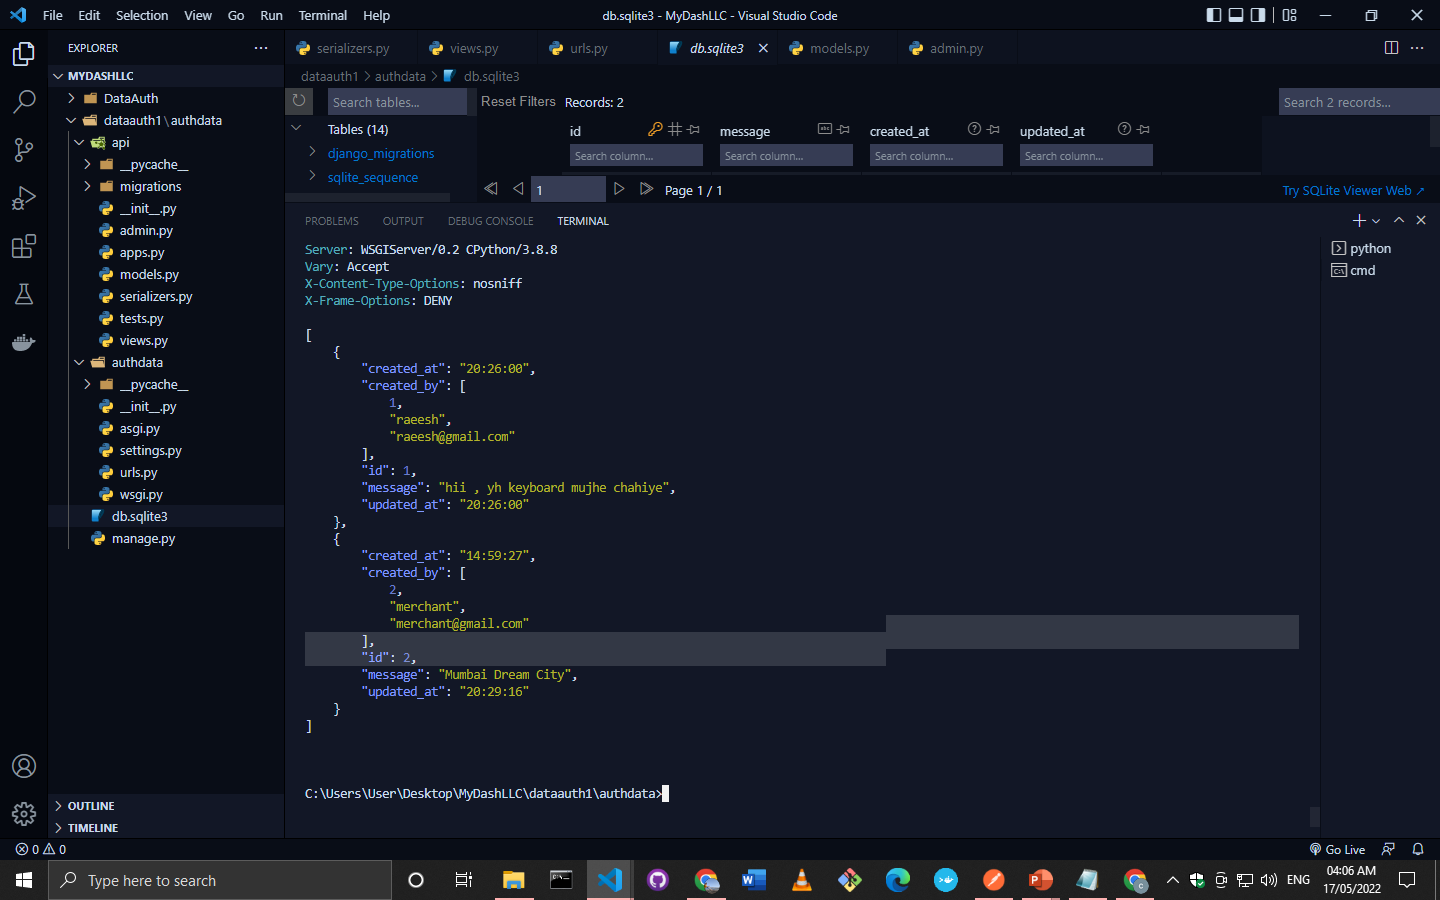 File Edit Selection View Go Run Terminal Help db.sqlite3 - MyDashLLC - Visual Studio Code
EXPLORER
MYDASHLLC
DataAuth
dataauth1 \ authdata
api
__pycache__
migrations
__init__.py
admin.py
apps.py
models.py
serializers.py
tests.py
views.py
authdata
__pycache__
__init__.py
asgi.py
settings.py
urls.py
wsgi.py
db.sqlite3
manage.py
OUTLINE
TIMELINE
serializers.py views.py urls.py db.sqlite3 models.py admin.py
dataauth1 > authdata > db.sqlite3
Search tables... Reset Filters Records: 2 Search 2 records...
Tables (14)
django_migrations
sqlite_sequence
id message created_at updated_at
Search column... Search column... Search column... Search column...
1 Page 1 / 1 Try SQLite Viewer Web ↗
PROBLEMS OUTPUT DEBUG CONSOLE TERMINAL
python
cmd
Server: WSGIServer/0.2 CPython/3.8.8
Vary: Accept
X-Content-Type-Options: nosniff
X-Frame-Options: DENY
[
{
"created_at": "20:26:00",
"created_by": [
1,
"raeesh",
"raeesh@gmail.com"
],
"id": 1,
"message": "hii , yh keyboard mujhe chahiye",
"updated_at": "20:26:00"
},
{
"created_at": "14:59:27",
"created_by": [
2,
"merchant",
"merchant@gmail.com"
],
"id": 2,
"message": "Mumbai Dream City",
"updated_at": "20:29:16"
}
]
C:\Users\User\Desktop\MyDashLLC\dataauth1\authdata>
0 0 Go Live
Type here to search
ENG
04:06 AM
17/05/2022